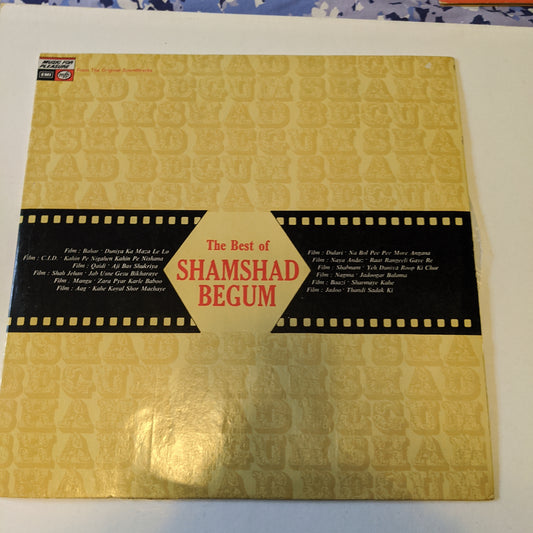 MUSIC FOR
PLEASURE
EMI
mfp
From The Original Soundtracks
The Best of
SHAMSHAD
BEGUM
Film : Bahar · Duniya Ka Maza Le Lo
Film : C.I.D. · Kahin Pe Nigahen Kahin Pe Nishana
Film : Qaidi · Aji Bas Shukriya
Film : Shah Jehan · Jab Usne Gesu Bikharaye
Film : Mangu · Zara Pyar Karle Baboo
Film : Aag · Kahe Koyal Shor Machaye
Film : Dulari · Na Bol Pee Pee More Angana
Film : Naya Andaz · Raat Rangeeli Gaye Re
Film : Shabnam · Yeh Duniya Roop Ki Chor
Film : Nagma · Jadoogar Balama
Film : Baazi · Sharmaye Kahe
Film : Jadoo · Thandi Sadak Ki